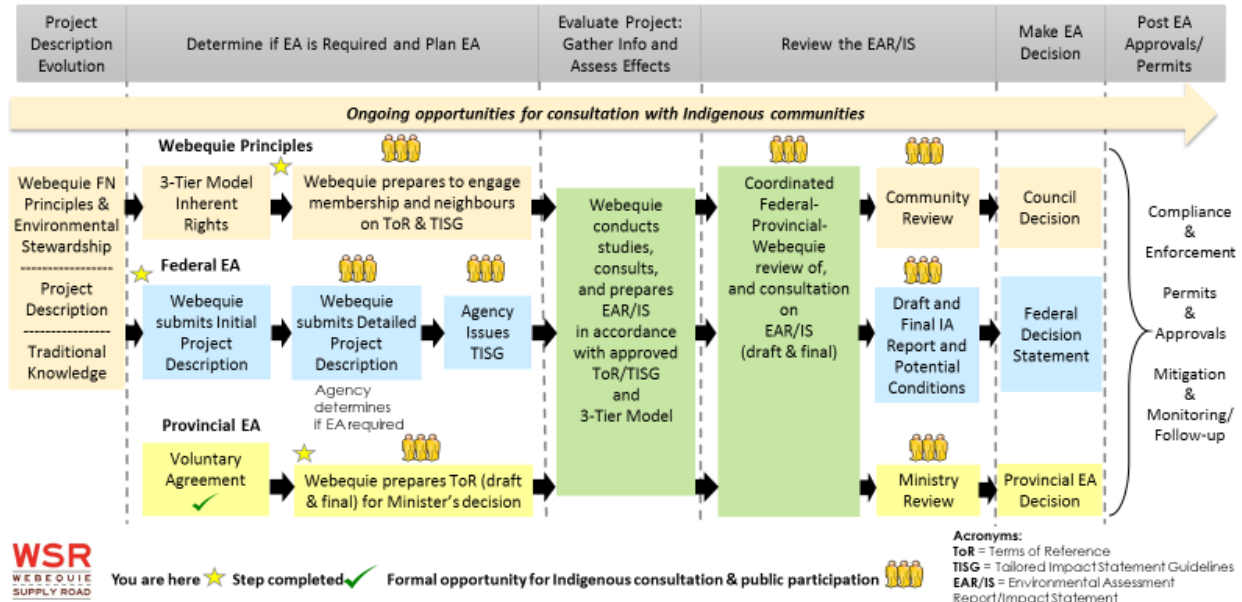 Project
Description
Evolution
Determine if EA is Required and Plan EA
Evaluate Project:
Gather Info and
Assess Effects
Review the EAR/IS
Make EA
Decision
Post EA
Approvals/
Permits
Ongoing opportunities for consultation with Indigenous communities
Webequie Principles
Webequie FN
Principles &
Environmental
Stewardship
-----------------
Project
Description
----------------
Traditional
Knowledge
3-Tier Model
Inherent
Rights
Webequie prepares to engage
membership and neighbours
on ToR & TISG
Federal EA
Webequie
submits Initial
Project
Description
Webequie
submits Detailed
Project
Description
Agency
Issues
TISG
Agency
determines
if EA required
Provincial EA
Voluntary
Agreement
Webequie prepares ToR (draft
& final) for Minister's decision
Webequie
conducts
studies,
consults,
and prepares
EAR/IS
in accordance
with approved
ToR/TISG
and
3-Tier Model
Coordinated
Federal-
Provincial-
Webequie
review of,
and consultation
on
EAR/IS
(draft & final)
Community
Review
Draft and
Final IA
Report and
Potential
Conditions
Ministry
Review
Council
Decision
Federal
Decision
Statement
Provincial EA
Decision
Compliance
&
Enforcement
Permits
&
Approvals
Mitigation
&
Monitoring/
Follow-up
WSR
WEBEQUIE
SUPPLY ROAD
You are here Step completed Formal opportunity for Indigenous consultation & public participation
Acronyms:
ToR = Terms of Reference
TISG = Tailored Impact Statement Guidelines
EAR/IS = Environmental Assessment
Report/Impact Statement